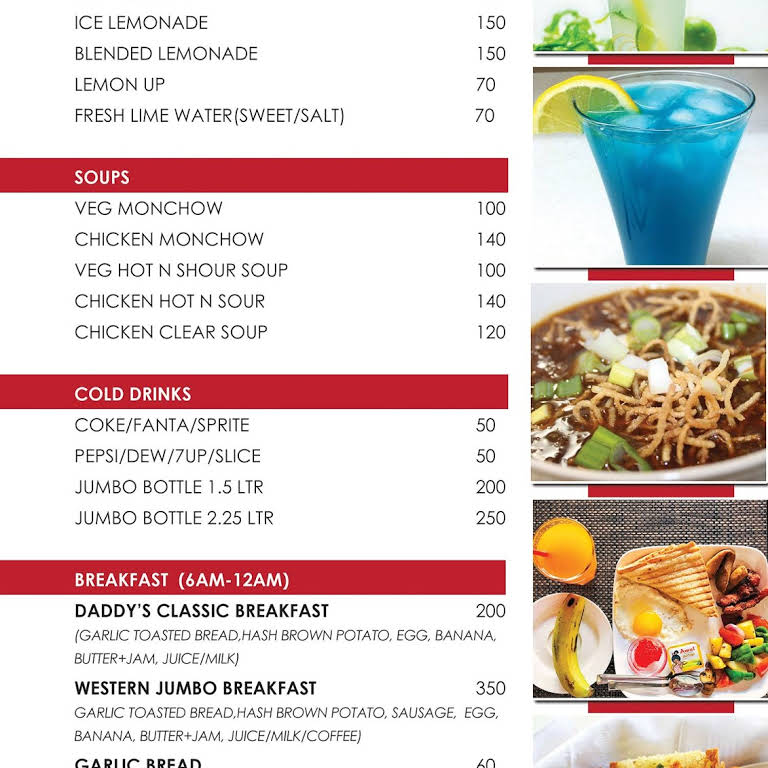 ICE LEMONADE 150
BLENDED LEMONADE 150
LEMON UP 70
FRESH LIME WATER(SWEET/SALT) 70
SOUPS
VEG MONCHOW 100
CHICKEN MONCHOW 140
VEG HOT N SHOUR SOUP 100
CHICKEN HOT N SOUR 140
CHICKEN CLEAR SOUP 120
COLD DRINKS
COKE/FANTA/SPRITE 50
PEPSI/DEW/7UP/SLICE 50
JUMBO BOTTLE 1.5 LTR 200
JUMBO BOTTLE 2.25 LTR 250
BREAKFAST (6AM-12AM)
DADDY'S CLASSIC BREAKFAST 200
(GARLIC TOASTED BREAD,HASH BROWN POTATO, EGG, BANANA,
BUTTER+JAM, JUICE/MILK)
WESTERN JUMBO BREAKFAST 350
GARLIC TOASTED BREAD,HASH BROWN POTATO, SAUSAGE, EGG,
BANANA, BUTTER+JAM, JUICE/MILK/COFFEE)
GARLIC BREAD 60
Amul